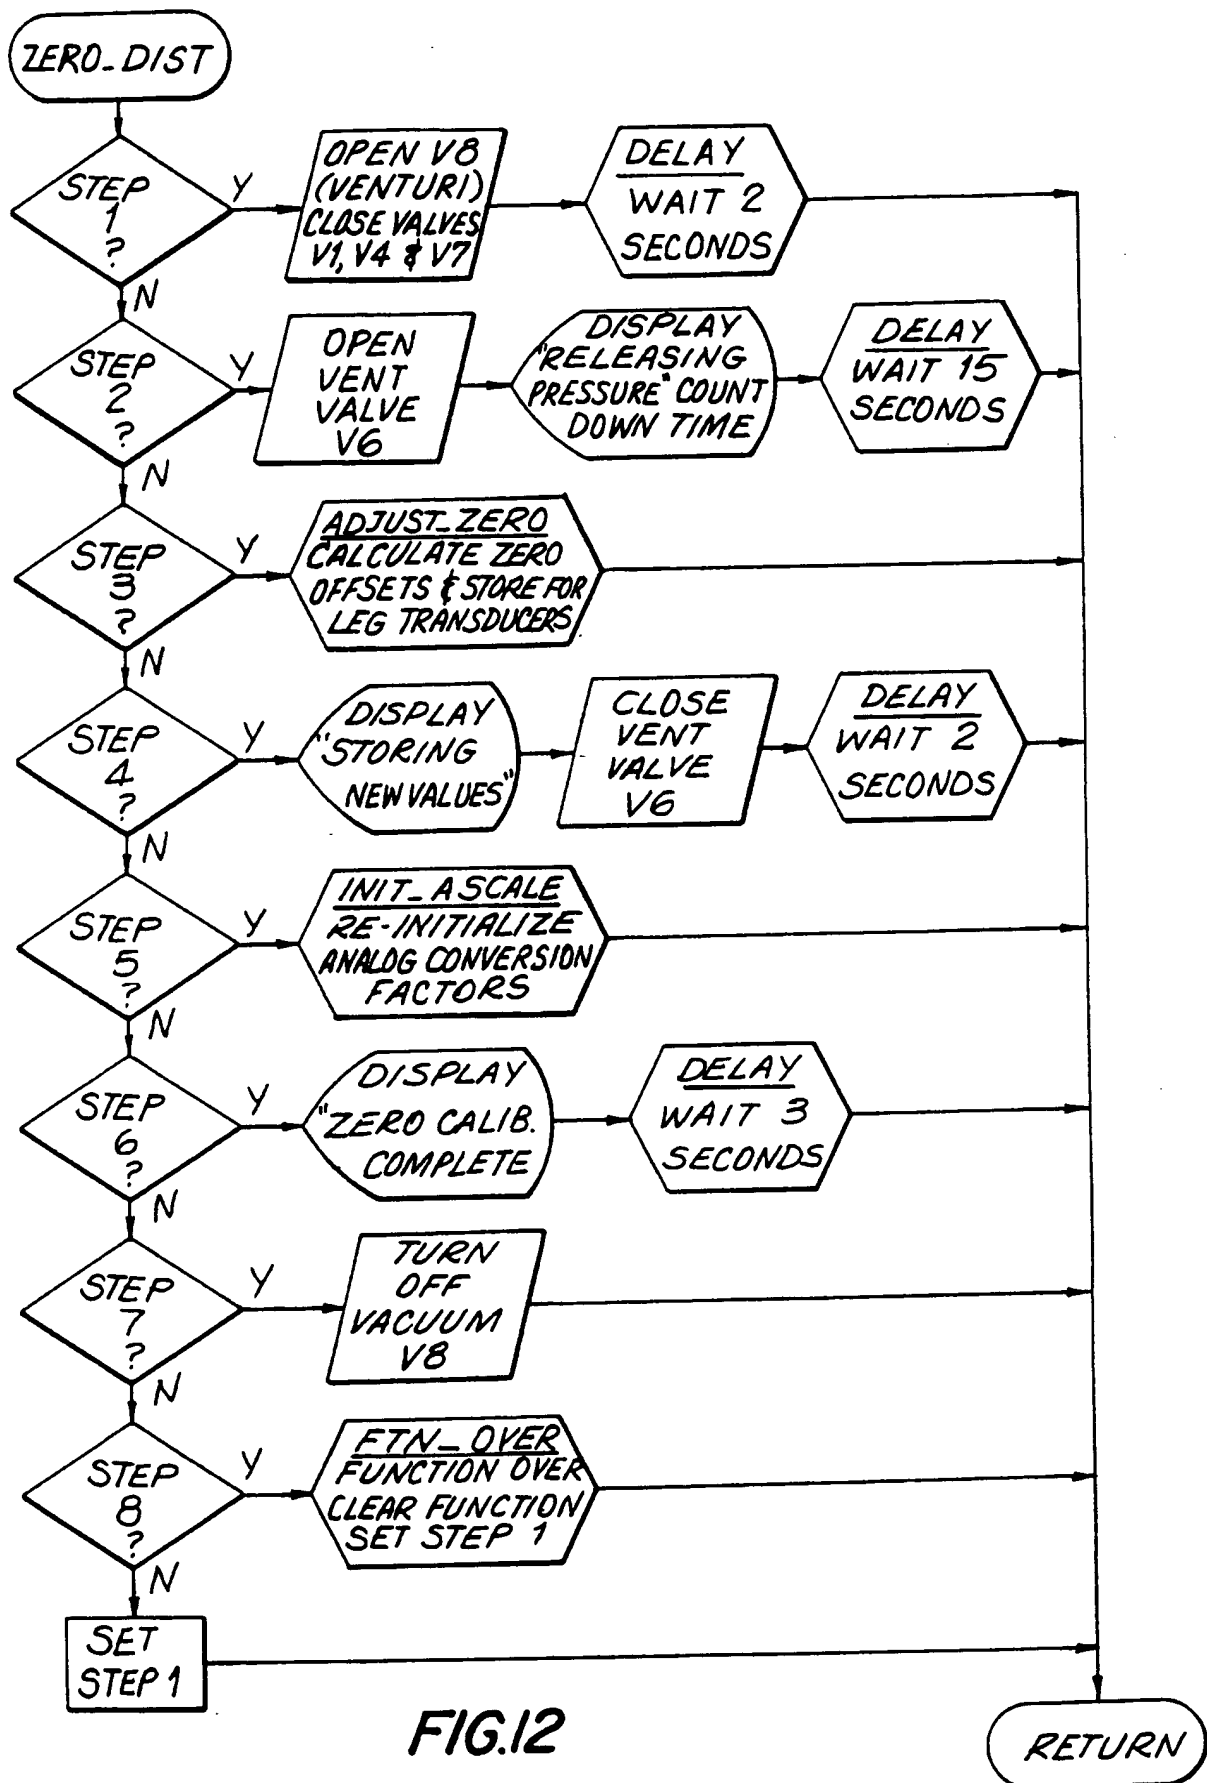 ZERO_DIST
STEP
1
?
Y
N
OPEN V8
(VENTURI)
CLOSE VALVES
V1, V4 & V7
DELAY
WAIT 2
SECONDS
STEP
2
?
Y
N
OPEN
VENT
VALVE
V6
DISPLAY
"RELEASING
PRESSURE" COUNT
DOWN TIME
DELAY
WAIT 15
SECONDS
STEP
3
?
Y
N
ADJUST_ZERO
CALCULATE ZERO
OFFSETS & STORE FOR
LEG TRANSDUCERS
STEP
4
?
Y
N
DISPLAY
"STORING
NEW VALUES"
CLOSE
VENT
VALVE
V6
DELAY
WAIT 2
SECONDS
STEP
5
?
Y
N
INIT_ASCALE
RE-INITIALIZE
ANALOG CONVERSION
FACTORS
STEP
6
?
Y
N
DISPLAY
"ZERO CALIB.
COMPLETE
DELAY
WAIT 3
SECONDS
STEP
7
?
Y
N
TURN
OFF
VACUUM
V8
STEP
8
?
Y
N
FTN_OVER
FUNCTION OVER
CLEAR FUNCTION
SET STEP 1
SET
STEP 1
RETURN
FIG.12